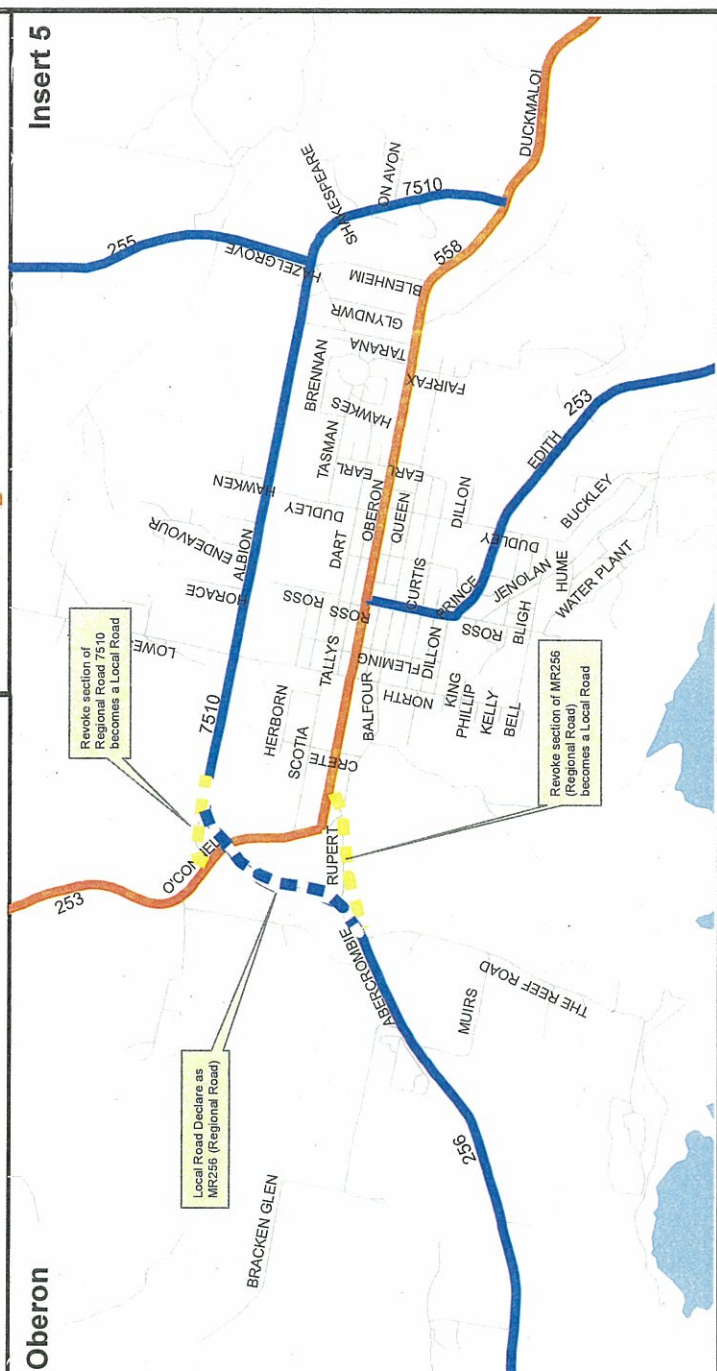 Oberon
Insert 5
Revoke section of
Regional Road 7510
becomes a Local Road
Local Road Declare as
MR256 (Regional Road)
Revoke section of MR256
(Regional Road)
becomes a Local Road
255
HAZELGROVE
SHAKESPEARE
ON AVON
7510
DUCKMALOI
558
BLENHEIM
GLYNDWR
TARANA
FAIRFAX
BRENNAN
HAWKES
TASMAN
EARL
EARL
HAWKEN
DUDLEY
ENDEAVOUR
ALBION
HORACE
LOWE
7510
DART
OBERON
QUEEN
DILLON
DUDLEY
EDITH
253
BUCKLEY
ROSS
ROSS
CURTIS
PRINCE
JENOLAN
HUME
WATER PLANT
ROSS
BLIGH
TALLYS
FLEMING
DILLON
NORTH
BALFOUR
KING
PHILLIP
KELLY
BELL
HERBORN
SCOTIA
CRETE
O'CONNELL
253
RUPERT
ABERCROMBIE
MUIRS
THE REEF ROAD
256
BRACKEN GLEN